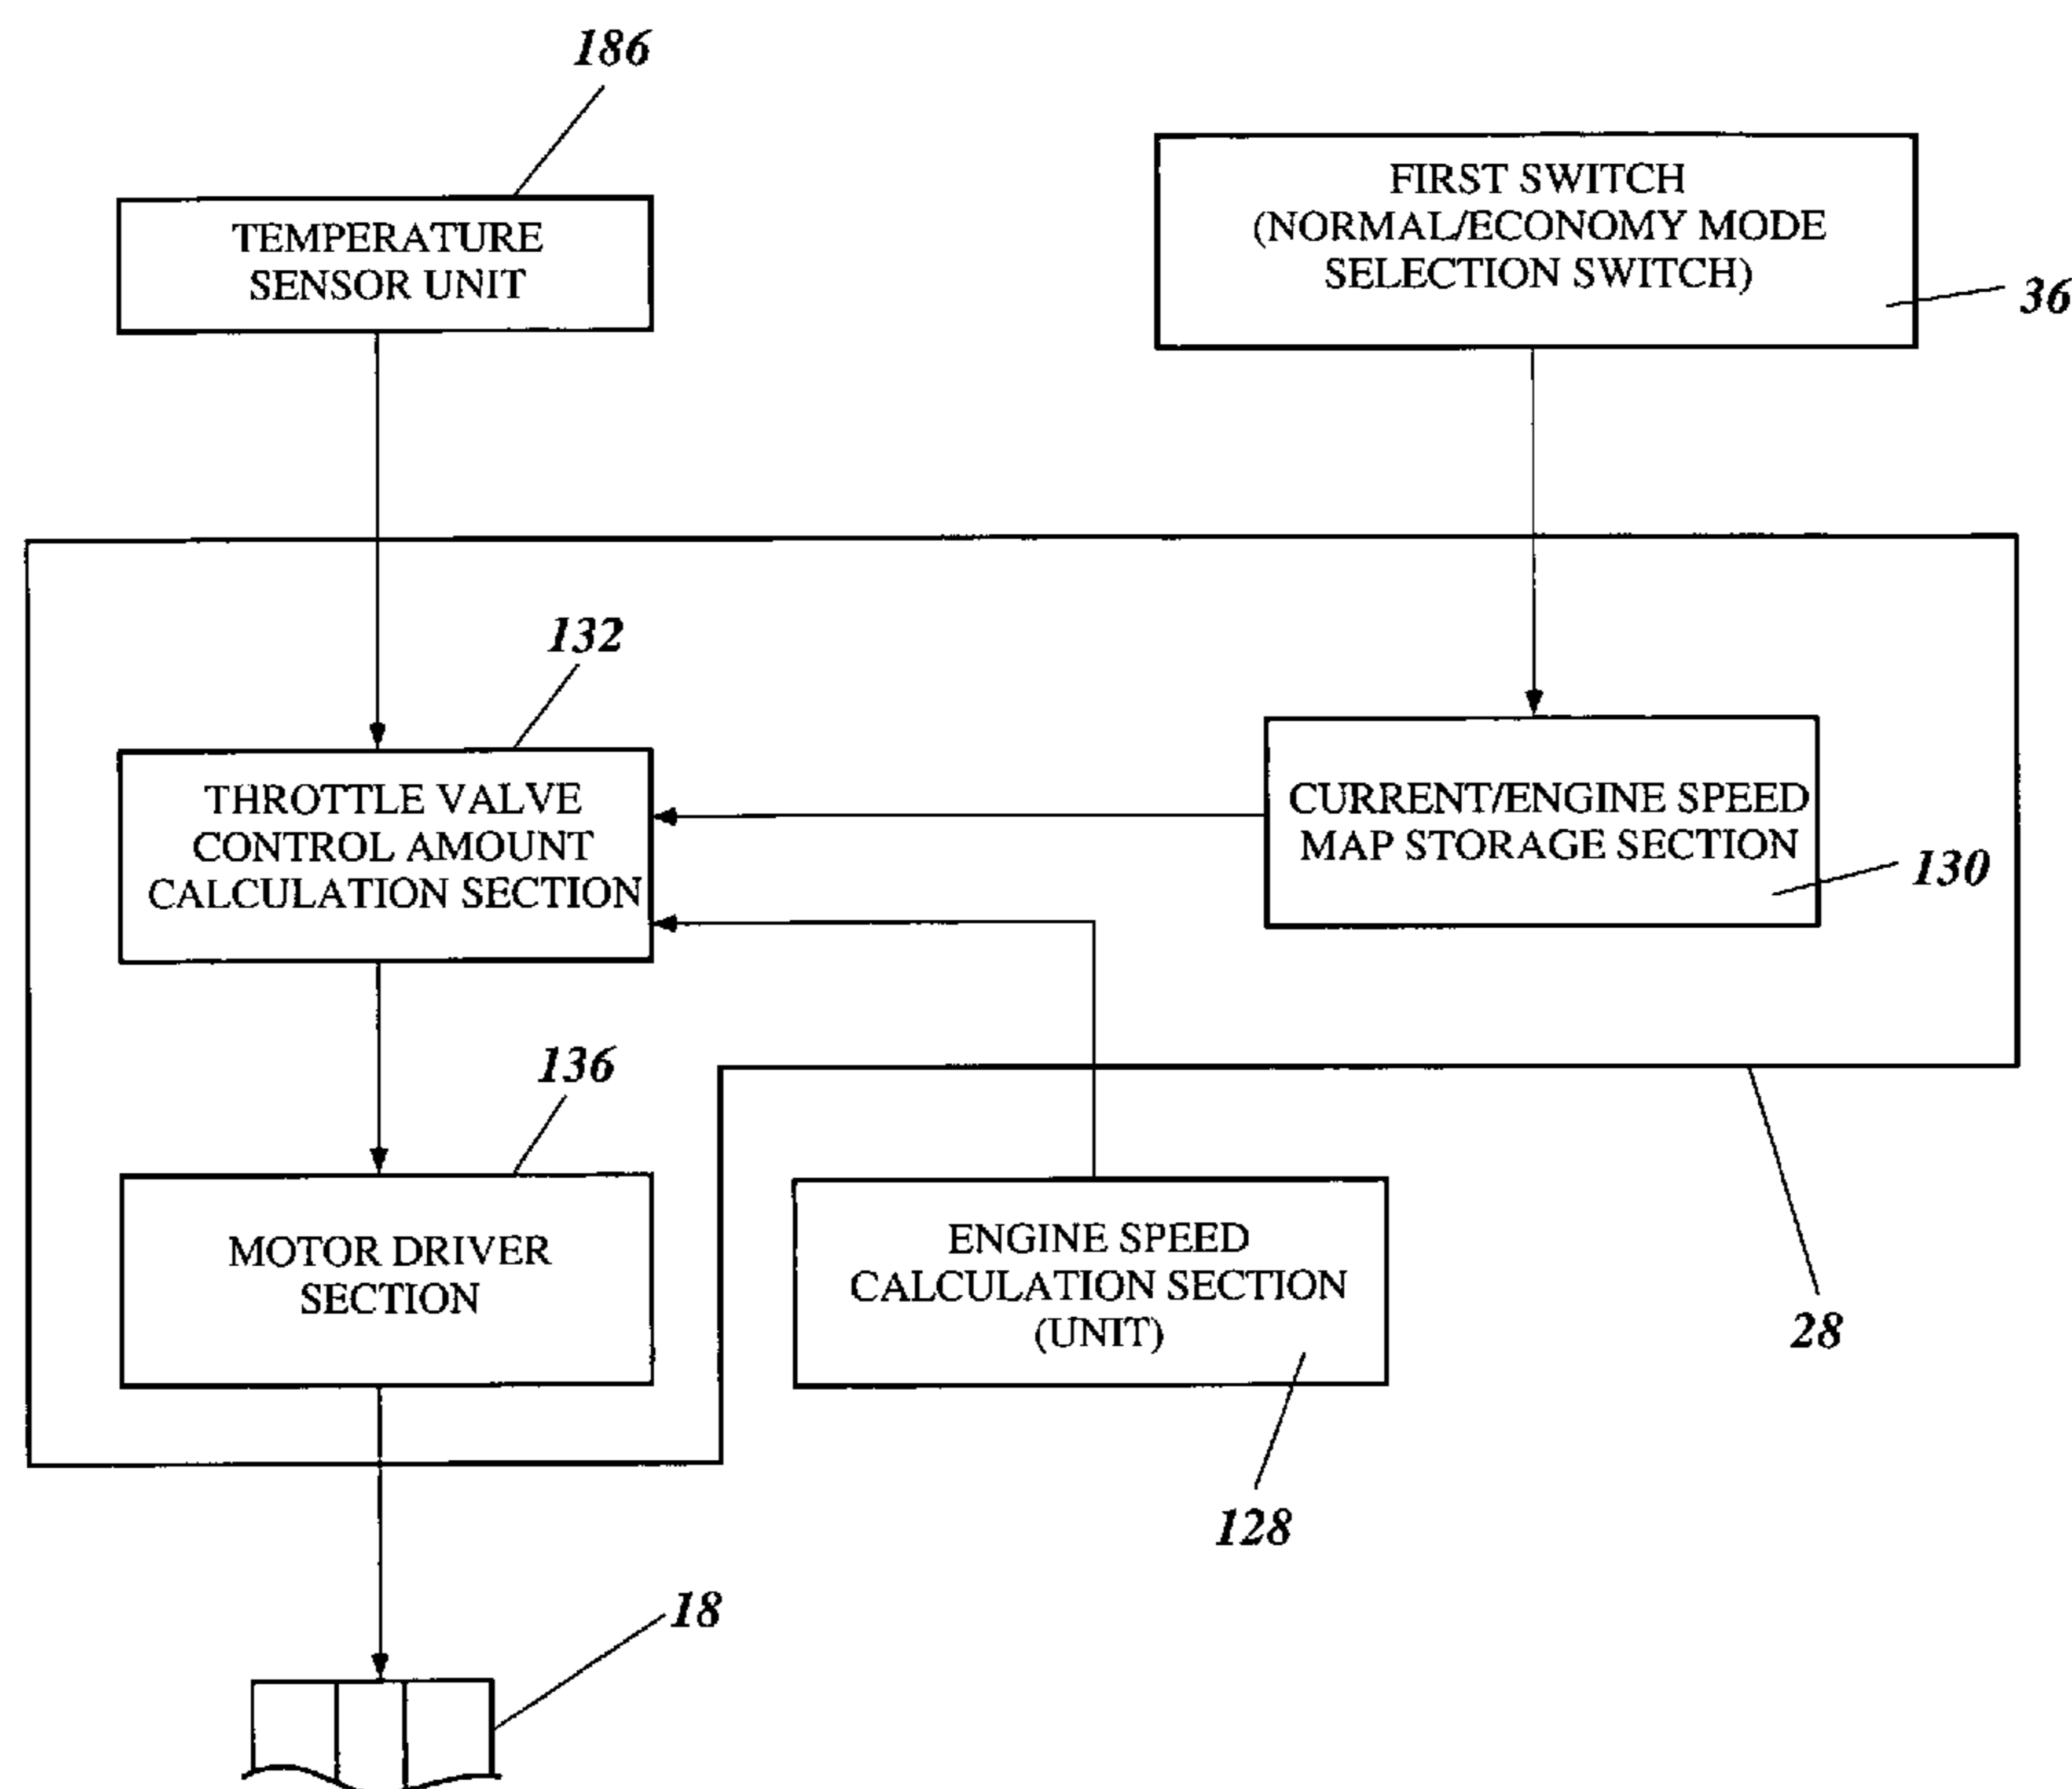 186
FIRST SWITCH
(NORMAL/ECONOMY MODE
SELECTION SWITCH)
36
TEMPERATURE
SENSOR UNIT
132
THROTTLE VALVE
CONTROL AMOUNT
CALCULATION SECTION
CURRENT/ENGINE SPEED
MAP STORAGE SECTION
130
136
MOTOR DRIVER
SECTION
ENGINE SPEED
CALCULATION SECTION
(UNIT)
28
128
18